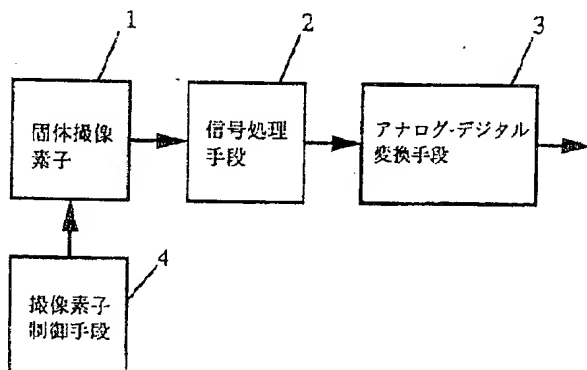 1
2
3
固体撮像
素子
信号処理
手段
アナログ-デジタル
変換手段
4
撮像素子
制御手段